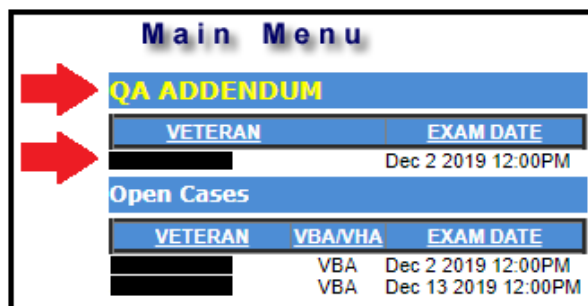 Main Menu
QA ADDENDUM
VETERAN EXAM DATE
Dec 2 2019 12:00PM
Open Cases
VETERAN VBA/VHA EXAM DATE
VBA Dec 2 2019 12:00PM
VBA Dec 13 2019 12:00PM